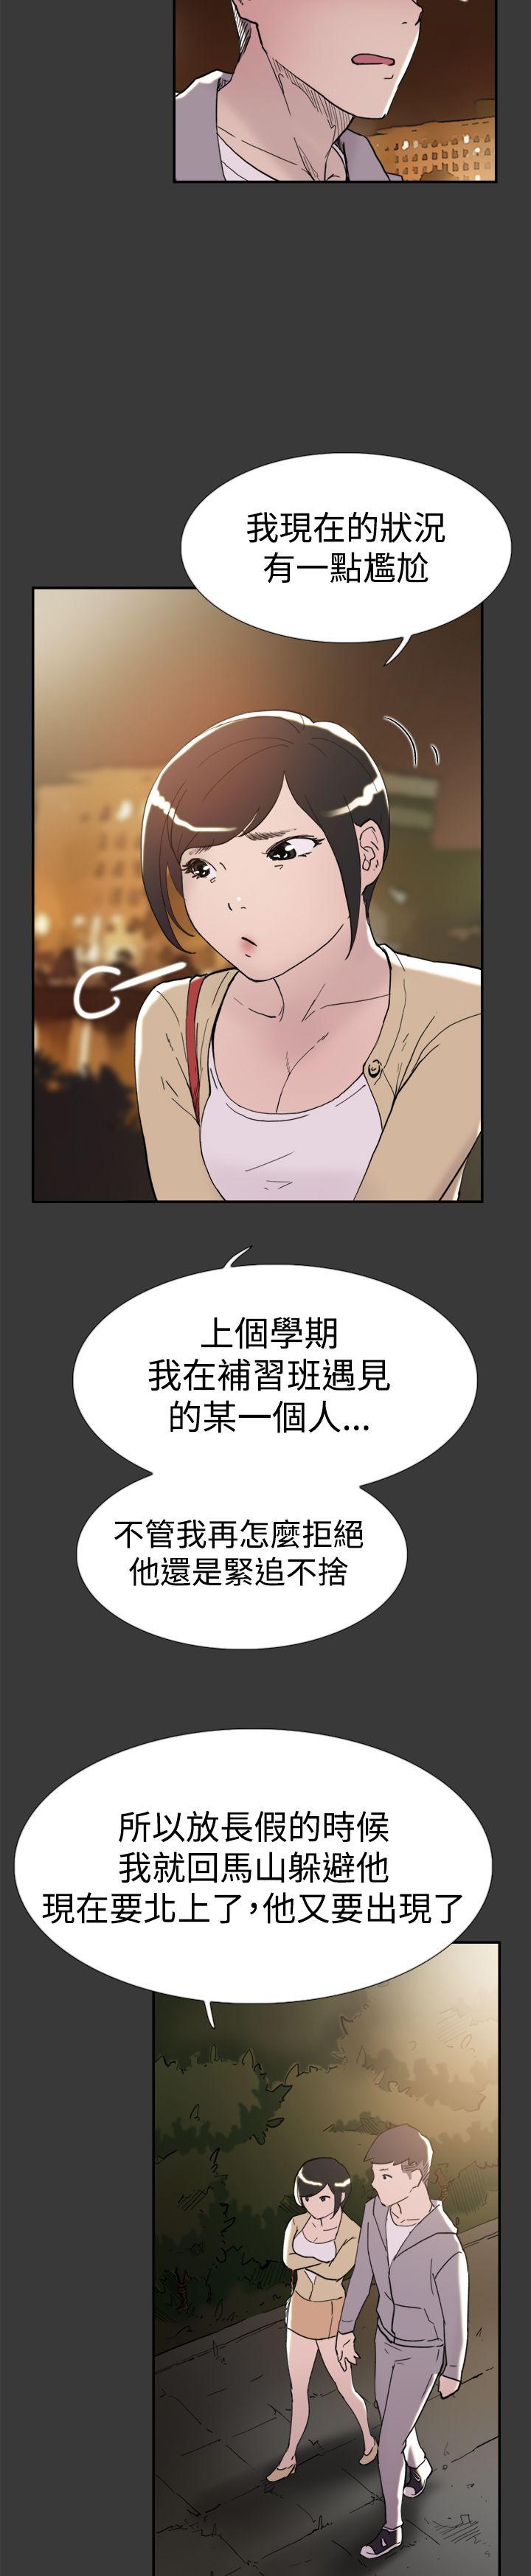 我現在的狀況
有一點尷尬
上個學期
我在補習班遇見
的某一個人...
不管我再怎麼拒絕
他還是緊追不捨
所以放長假的時候
我就回馬山躲避他
現在要北上了,他又要出現了